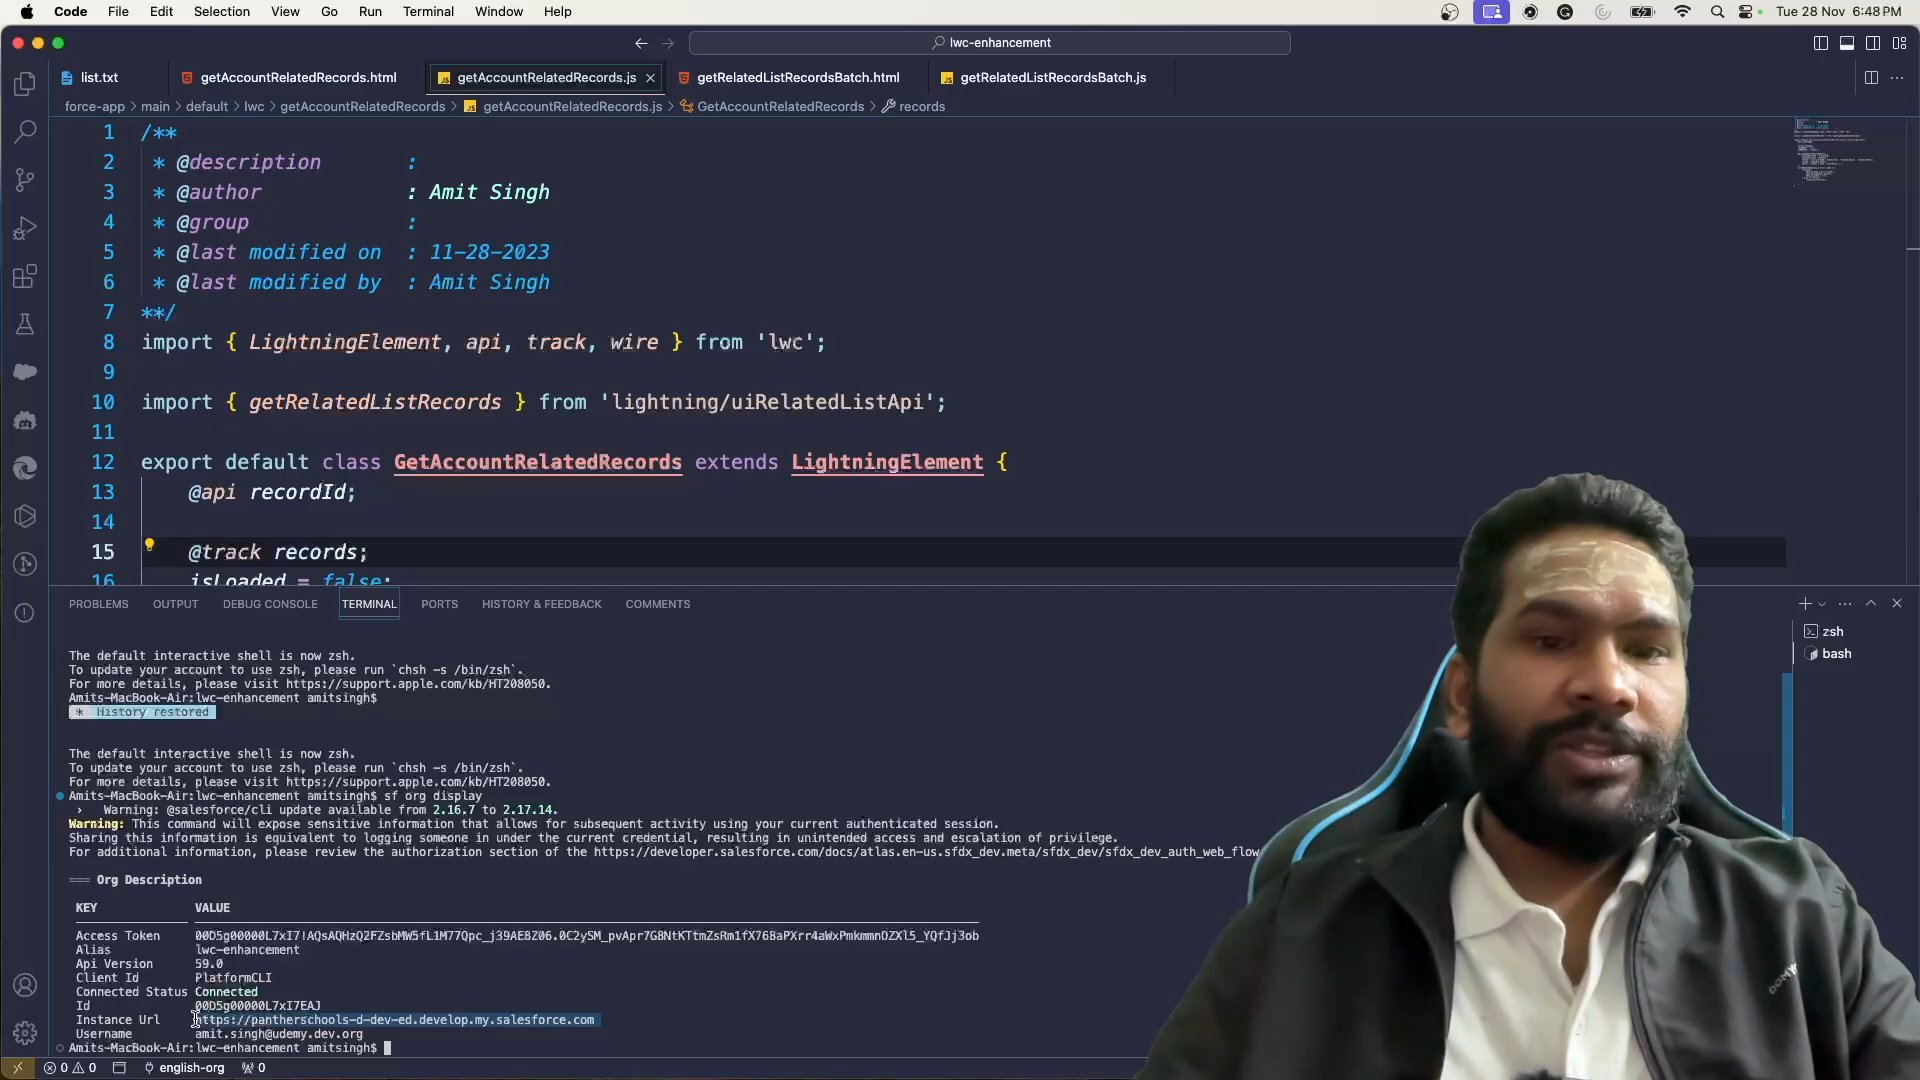 Code File Edit Selection View Go Run Terminal Window Help Tue 28 Nov 6:48 PM
lwc-enhancement
list.txt getAccountRelatedRecords.html getAccountRelatedRecords.js getRelatedListRecordsBatch.html getRelatedListRecordsBatch.js
force-app > main > default > lwc > getAccountRelatedRecords > getAccountRelatedRecords.js > GetAccountRelatedRecords > records
1 /**
2 * @description :
3 * @author : Amit Singh
4 * @group :
5 * @last modified on : 11-28-2023
6 * @last modified by : Amit Singh
7 **/
8 import { LightningElement, api, track, wire } from 'lwc';
9
10 import { getRelatedListRecords } from 'lightning/uiRelatedListApi';
11
12 export default class GetAccountRelatedRecords extends LightningElement {
13 @api recordId;
14
15 @track records;
16 isLoaded = false;
PROBLEMS OUTPUT DEBUG CONSOLE TERMINAL PORTS HISTORY & FEEDBACK COMMENTS
zsh
bash
The default interactive shell is now zsh.
To update your account to use zsh, please run `chsh -s /bin/zsh`.
For more details, please visit https://support.apple.com/kb/HT208050.
Amits-MacBook-Air:lwc-enhancement amitsingh$
* History restored
The default interactive shell is now zsh.
To update your account to use zsh, please run `chsh -s /bin/zsh`.
For more details, please visit https://support.apple.com/kb/HT208050.
Amits-MacBook-Air:lwc-enhancement amitsingh$ sf org display
› Warning: @salesforce/cli update available from 2.16.7 to 2.17.14.
Warning: This command will expose sensitive information that allows for subsequent activity using your current authenticated session.
Sharing this information is equivalent to logging someone in under the current credential, resulting in unintended access and escalation of privilege.
For additional information, please review the authorization section of the https://developer.salesforce.com/docs/atlas.en-us.sfdx_dev.meta/sfdx_dev/sfdx_dev_auth_web_flow
=== Org Description
KEY VALUE
Access Token
Alias lwc-enhancement
Api Version 59.0
Client Id PlatformCLI
Connected Status Connected
Id 00D5g00000L7xI7EAJ
Instance Url https://pantherschools-d-dev-ed.develop.my.salesforce.com
Username amit.singh@udemy.dev.org
Amits-MacBook-Air:lwc-enhancement amitsingh$
0 0 english-org 0